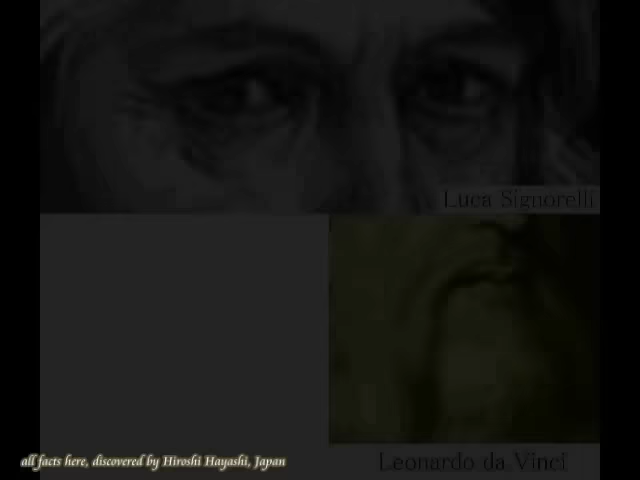 Luca Signorelli
Leonardo da Vinci
all facts here, discovered by Hiroshi Hayashi, Japan